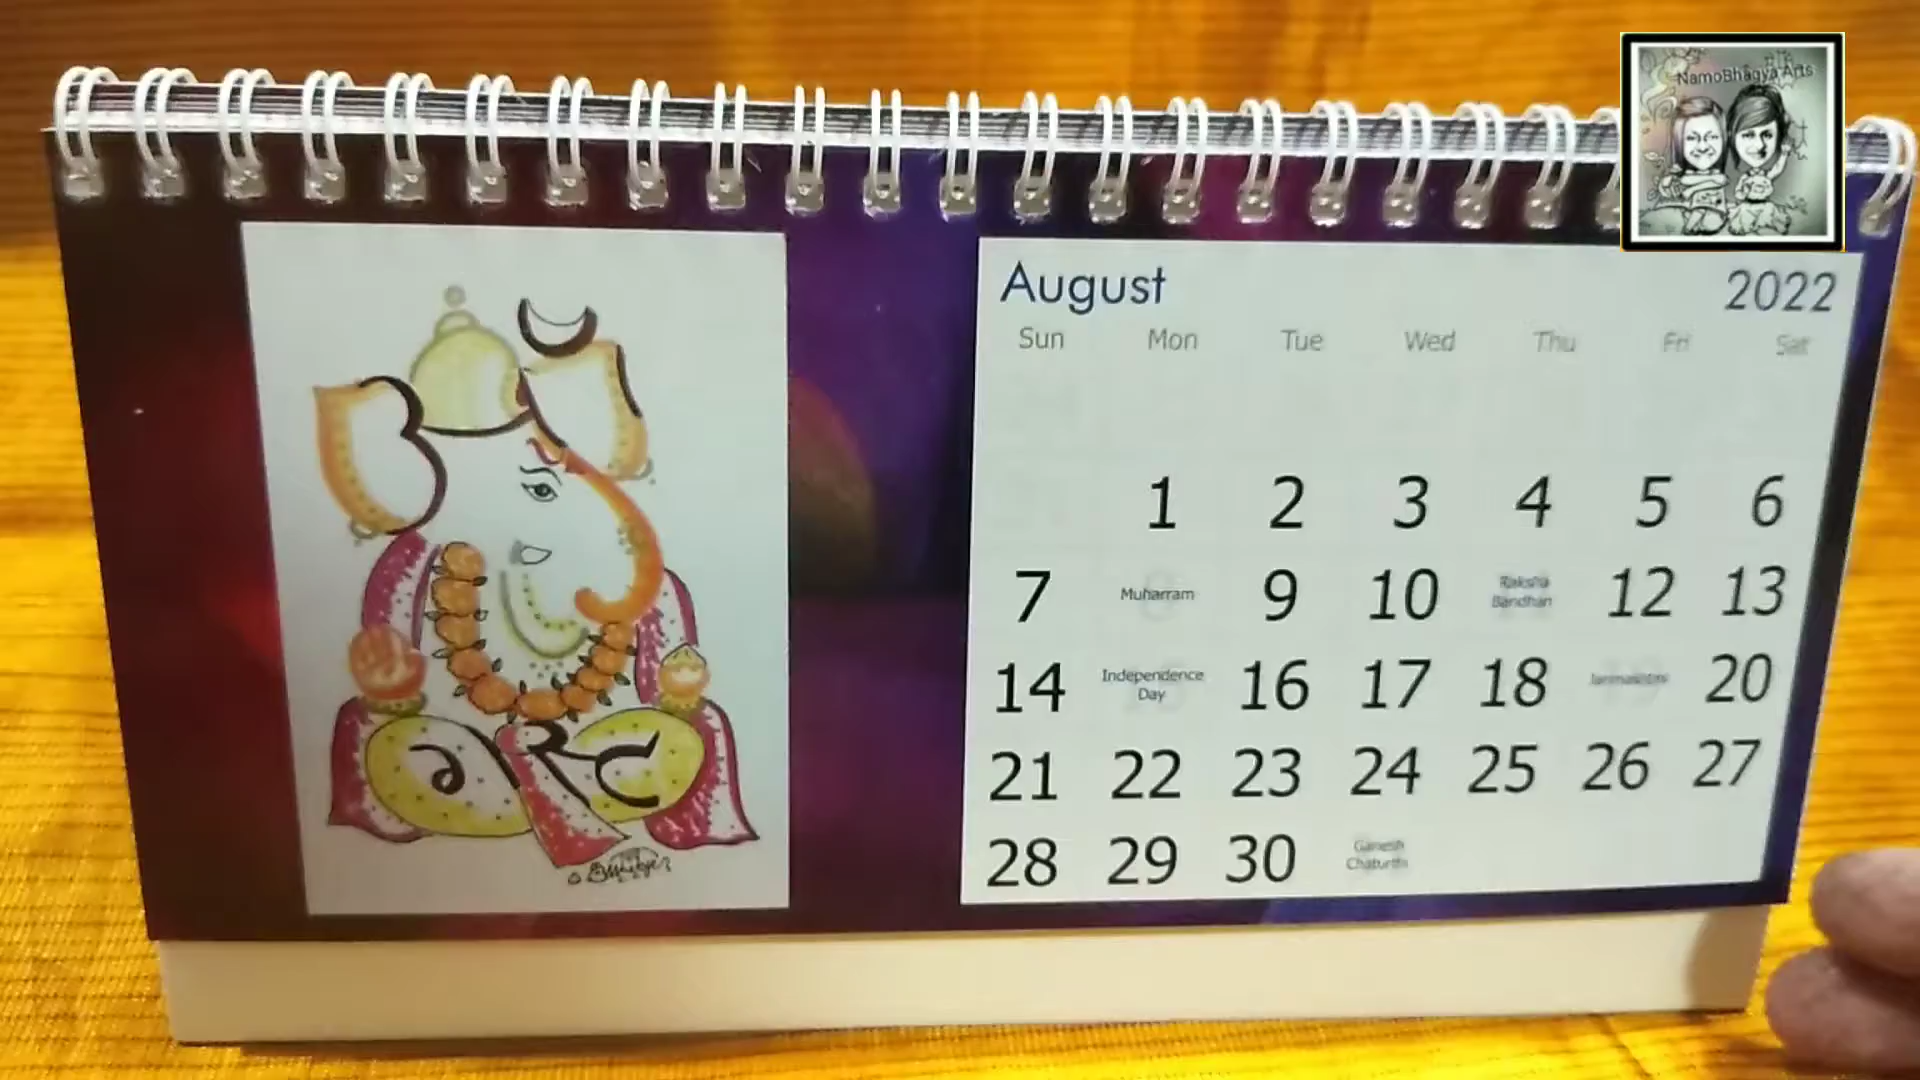 NamoBhagya Arts
August 2022
Sun Mon Tue Wed Thu Fri Sat
1 2 3 4 5 6
7 Muharram 9 10 Raksha Bandhan 12 13
14 Independence Day 16 17 18 Janmashtmi 20
21 22 23 24 25 26 27
28 29 30 Ganesh Chaturthi